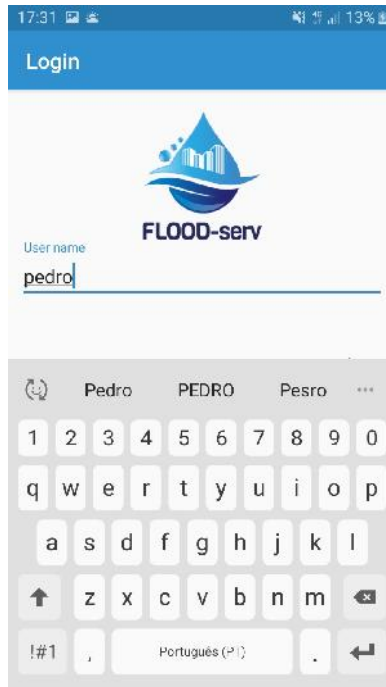 17:31 13%
Login
FLOOD-serv
User name
pedro
Pedro PEDRO Pesro ...
1 2 3 4 5 6 7 8 9 0
q w e r t y u i o p
a s d f g h j k l
z x c v b n m
!#1 , Português (PT) .